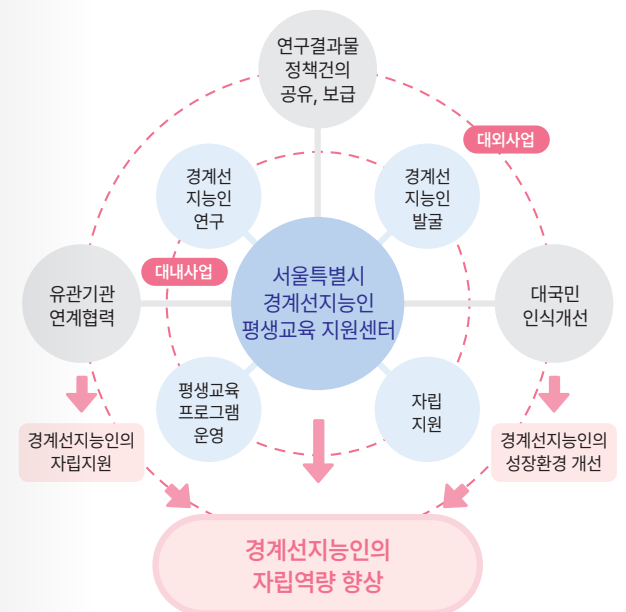 연구결과물
정책건의
공유, 보급
대외사업
경계선
지능인
연구
경계선
지능인
발굴
대내사업
서울특별시
경계선지능인
평생교육 지원센터
유관기관
연계협력
대국민
인식개선
평생교육
프로그램
운영
자립
지원
경계선지능인의
자립지원
경계선지능인의
성장환경 개선
경계선지능인의
자립역량 향상